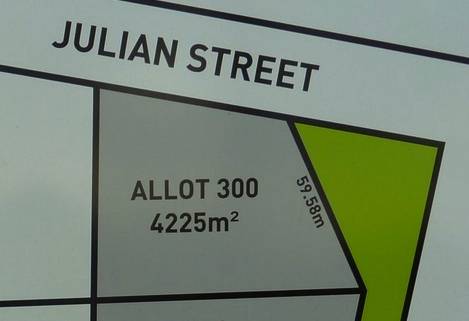 JULIAN STREET
ALLOT 300
4225m²
59.58m